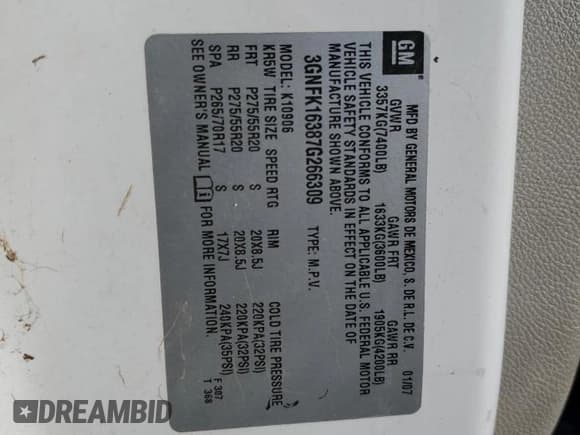 GM
MFD BY GENERAL MOTORS DE MEXICO, S. DE R.L. DE C.V. 01/07
GVWR GAWR FRT GAWR RR
3357KG(7400LB) 1633KG(3600LB) 1905KG(4200LB)
THIS VEHICLE CONFORMS TO ALL APPLICABLE U.S. FEDERAL MOTOR
VEHICLE SAFETY STANDARDS IN EFFECT ON THE DATE OF
MANUFACTURE SHOWN ABOVE.
3GNFK16387G266309 TYPE: M.P.V.
MODEL: K10906
KR5W TIRE SIZE SPEED RTG RIM COLD TIRE PRESSURE
FRT P275/55R20 S 20X8.5J 220KPA(32PSI)
RR P275/55R20 S 20X8.5J 220KPA(32PSI)
SPA P265/70R17 S 17X7J 240KPA(35PSI)
SEE OWNER'S MANUAL i FOR MORE INFORMATION.
F 307
T 368
DREAMBID